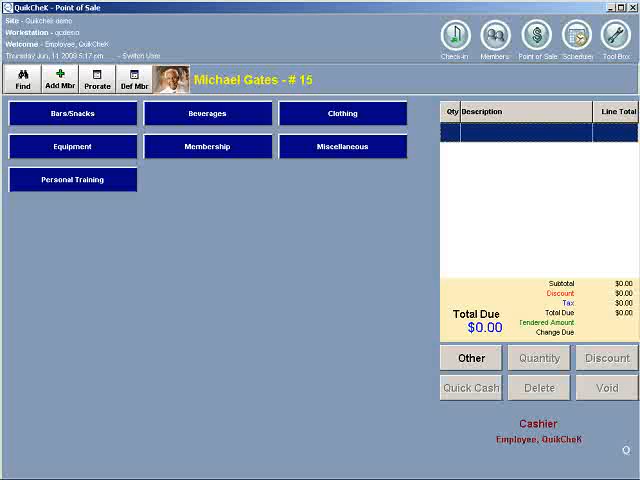 QuikCheK - Point of Sale
Site - Quikchek demo
Workstation - qcdemo
Welcome - Employee, QuikCheK
Thursday Jun, 11 2009 5:17 pm - Switch User
Check-in
Members
Point of Sale
Scheduler
Tool Box
Find
Add Mbr
Prorate
Def Mbr
Michael Gates - # 15
Bars/Snacks
Beverages
Clothing
Equipment
Membership
Miscellaneous
Personal Training
Qty Description Line Total
Subtotal $0.00
Discount $0.00
Tax $0.00
Total Due $0.00
Tendered Amount
Change Due
Total Due
$0.00
Other
Quantity
Discount
Quick Cash
Delete
Void
Cashier
Employee, QuikCheK
Q